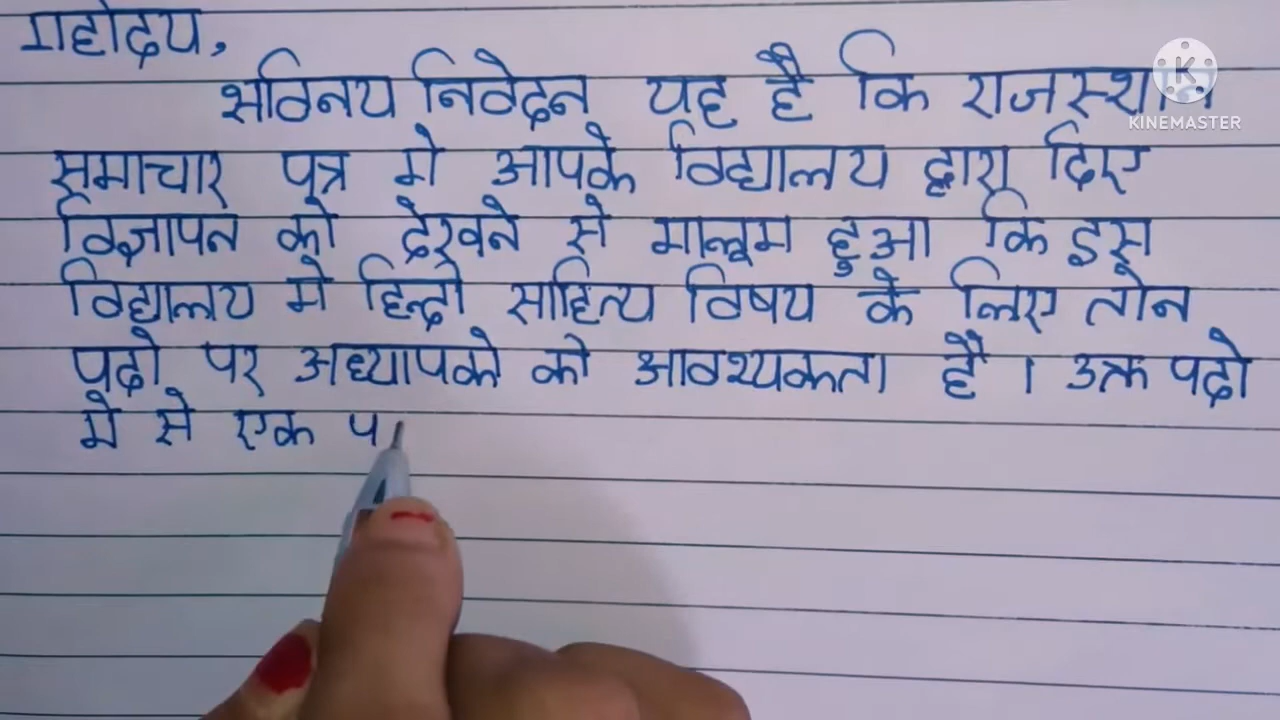 महोदय,
सविनय निवेदन यह है कि राजस्थान
समाचार पत्र मे आपके विद्यालय द्वारा दिए
विज्ञापन को देखने से मालूम हुआ कि इस
विद्यालय मे हिन्दी साहित्य विषय के लिए तीन
पदो पर अध्यापको की आवश्यकता है । उक्त पदो
मे से एक प
K
KINEMASTER